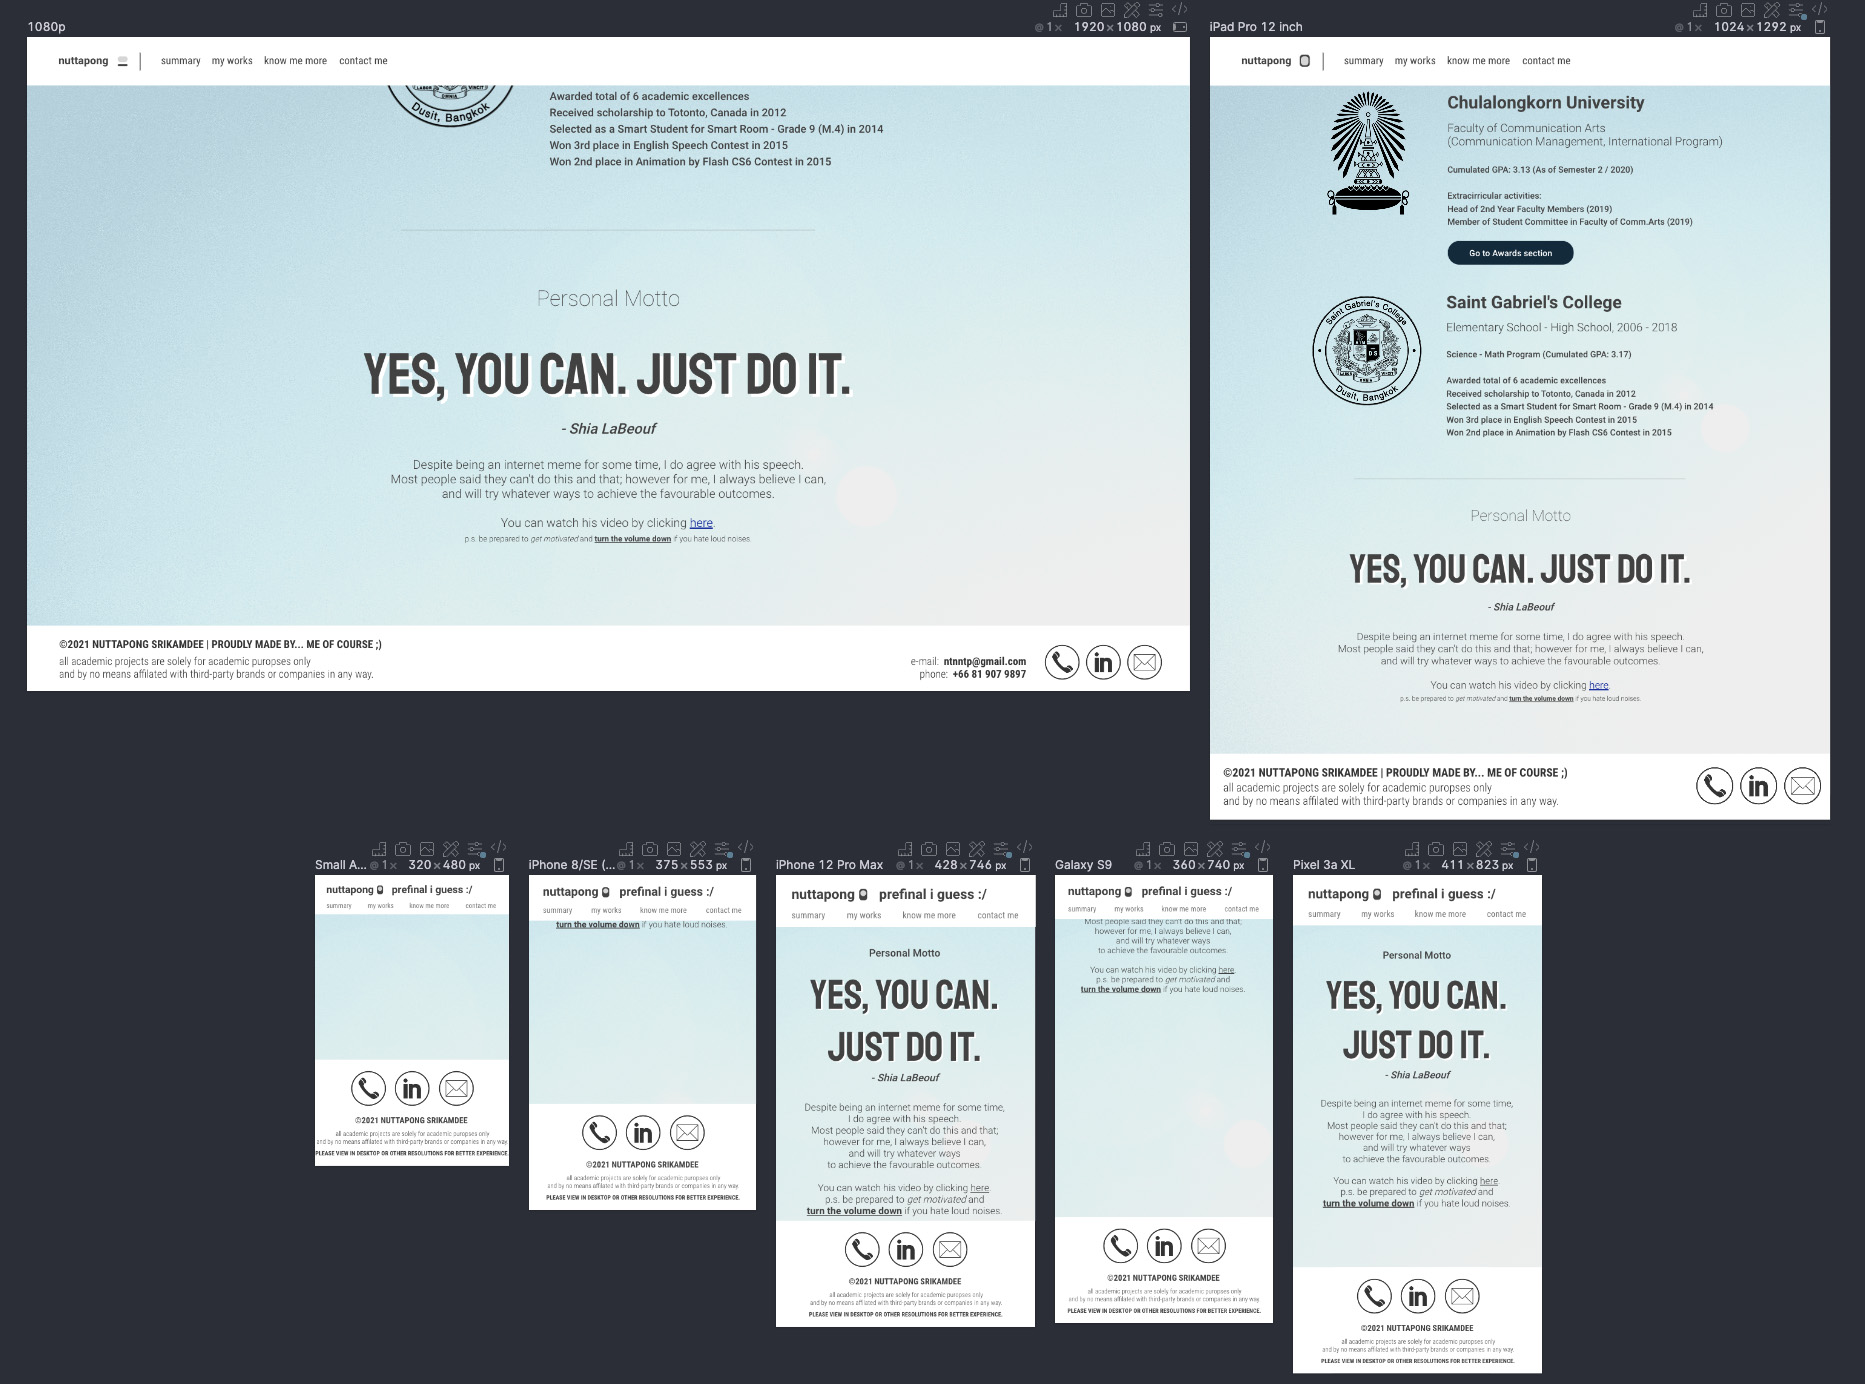 1080p
@ 1× 1920×1080 px
nuttapong
summary my works know me more contact me
LABOR OMNIA VINCIT
Dusit, Bangkok
Awarded total of 6 academic excellences
Received scholarship to Totonto, Canada in 2012
Selected as a Smart Student for Smart Room - Grade 9 (M.4) in 2014
Won 3rd place in English Speech Contest in 2015
Won 2nd place in Animation by Flash CS6 Contest in 2015
Personal Motto
YES, YOU CAN. JUST DO IT.
- Shia LaBeouf
Despite being an internet meme for some time, I do agree with his speech.
Most people said they can't do this and that; however for me, I always believe I can,
and will try whatever ways to achieve the favourable outcomes.
You can watch his video by clicking here.
p.s. be prepared to get motivated and turn the volume down if you hate loud noises.
©2021 NUTTAPONG SRIKAMDEE | PROUDLY MADE BY... ME OF COURSE ;)
all academic projects are solely for academic puropses only
and by no means affilated with third-party brands or companies in any way.
e-mail: ntnntp@gmail.com
phone: +66 81 907 9897
in
iPad Pro 12 inch
@ 1× 1024×1292 px
nuttapong
summary my works know me more contact me
Chulalongkorn University
Faculty of Communication Arts
(Communication Management, International Program)
Cumulated GPA: 3.13 (As of Semester 2 / 2020)
Extracirricular activities:
Head of 2nd Year Faculty Members (2019)
Member of Student Committee in Faculty of Comm.Arts (2019)
Go to Awards section
Saint Gabriel's College
Dusit, Bangkok
Saint Gabriel's College
Elementary School - High School, 2006 - 2018
Science - Math Program (Cumulated GPA: 3.17)
Awarded total of 6 academic excellences
Received scholarship to Totonto, Canada in 2012
Selected as a Smart Student for Smart Room - Grade 9 (M.4) in 2014
Won 3rd place in English Speech Contest in 2015
Won 2nd place in Animation by Flash CS6 Contest in 2015
Personal Motto
YES, YOU CAN. JUST DO IT.
- Shia LaBeouf
Despite being an internet meme for some time, I do agree with his speech.
Most people said they can't do this and that; however for me, I always believe I can,
and will try whatever ways to achieve the favourable outcomes.
You can watch his video by clicking here.
p.s. be prepared to get motivated and turn the volume down if you hate loud noises.
©2021 NUTTAPONG SRIKAMDEE | PROUDLY MADE BY... ME OF COURSE ;)
all academic projects are solely for academic puropses only
and by no means affilated with third-party brands or companies in any way.
in
Small A... @ 1× 320×480 px
nuttapong prefinal i guess :/
summary my works know me more contact me
in
©2021 NUTTAPONG SRIKAMDEE
all academic projects are solely for academic puropses only
and by no means affilated with third-party brands or companies in any way.
PLEASE VIEW IN DESKTOP OR OTHER RESOLUTIONS FOR BETTER EXPERIENCE.
iPhone 8/SE (... @ 1× 375×553 px
nuttapong prefinal i guess :/
summary my works know me more contact me
turn the volume down if you hate loud noises.
in
©2021 NUTTAPONG SRIKAMDEE
all academic projects are solely for academic puropses only
and by no means affilated with third-party brands or companies in any way.
PLEASE VIEW IN DESKTOP OR OTHER RESOLUTIONS FOR BETTER EXPERIENCE.
iPhone 12 Pro Max @ 1× 428×746 px
nuttapong prefinal i guess :/
summary my works know me more contact me
Personal Motto
YES, YOU CAN.
JUST DO IT.
- Shia LaBeouf
Despite being an internet meme for some time,
I do agree with his speech.
Most people said they can't do this and that;
however for me, I always believe I can,
and will try whatever ways
to achieve the favourable outcomes.
You can watch his video by clicking here.
p.s. be prepared to get motivated and
turn the volume down if you hate loud noises.
in
©2021 NUTTAPONG SRIKAMDEE
all academic projects are solely for academic puropses only
and by no means affilated with third-party brands or companies in any way.
PLEASE VIEW IN DESKTOP OR OTHER RESOLUTIONS FOR BETTER EXPERIENCE.
Galaxy S9 @ 1× 360×740 px
nuttapong prefinal i guess :/
summary my works know me more contact me
Most people said they can't do this and that;
however for me, I always believe I can,
and will try whatever ways
to achieve the favourable outcomes.
You can watch his video by clicking here.
p.s. be prepared to get motivated and
turn the volume down if you hate loud noises.
in
©2021 NUTTAPONG SRIKAMDEE
all academic projects are solely for academic puropses only
and by no means affilated with third-party brands or companies in any way.
PLEASE VIEW IN DESKTOP OR OTHER RESOLUTIONS FOR BETTER EXPERIENCE.
Pixel 3a XL @ 1× 411×823 px
nuttapong prefinal i guess :/
summary my works know me more contact me
Personal Motto
YES, YOU CAN.
JUST DO IT.
- Shia LaBeouf
Despite being an internet meme for some time,
I do agree with his speech.
Most people said they can't do this and that;
however for me, I always believe I can,
and will try whatever ways
to achieve the favourable outcomes.
You can watch his video by clicking here.
p.s. be prepared to get motivated and
turn the volume down if you hate loud noises.
in
©2021 NUTTAPONG SRIKAMDEE
all academic projects are solely for academic puropses only
and by no means affilated with third-party brands or companies in any way.
PLEASE VIEW IN DESKTOP OR OTHER RESOLUTIONS FOR BETTER EXPERIENCE.